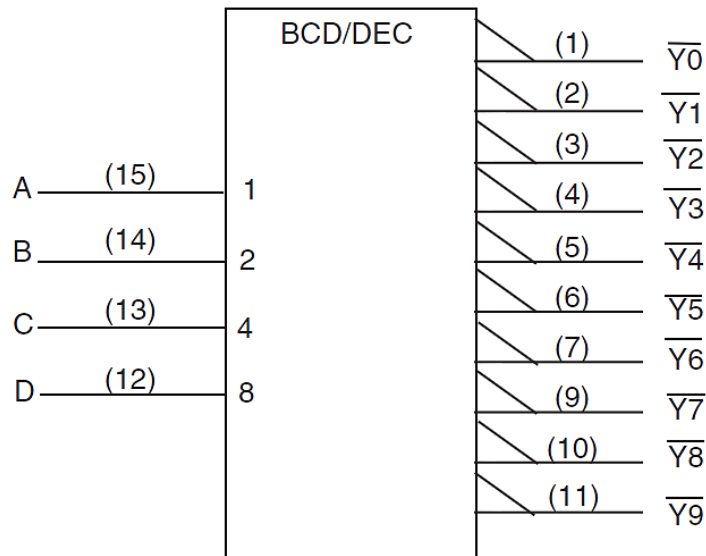 BCD/DEC
(1) Y0
(2) Y1
(3) Y2
(15)
A 1
(4) Y3
(14)
B 2
(5) Y4
(13)
C 4
(6) Y5
(7) Y6
(12)
D 8
(9) Y7
(10) Y8
(11) Y9